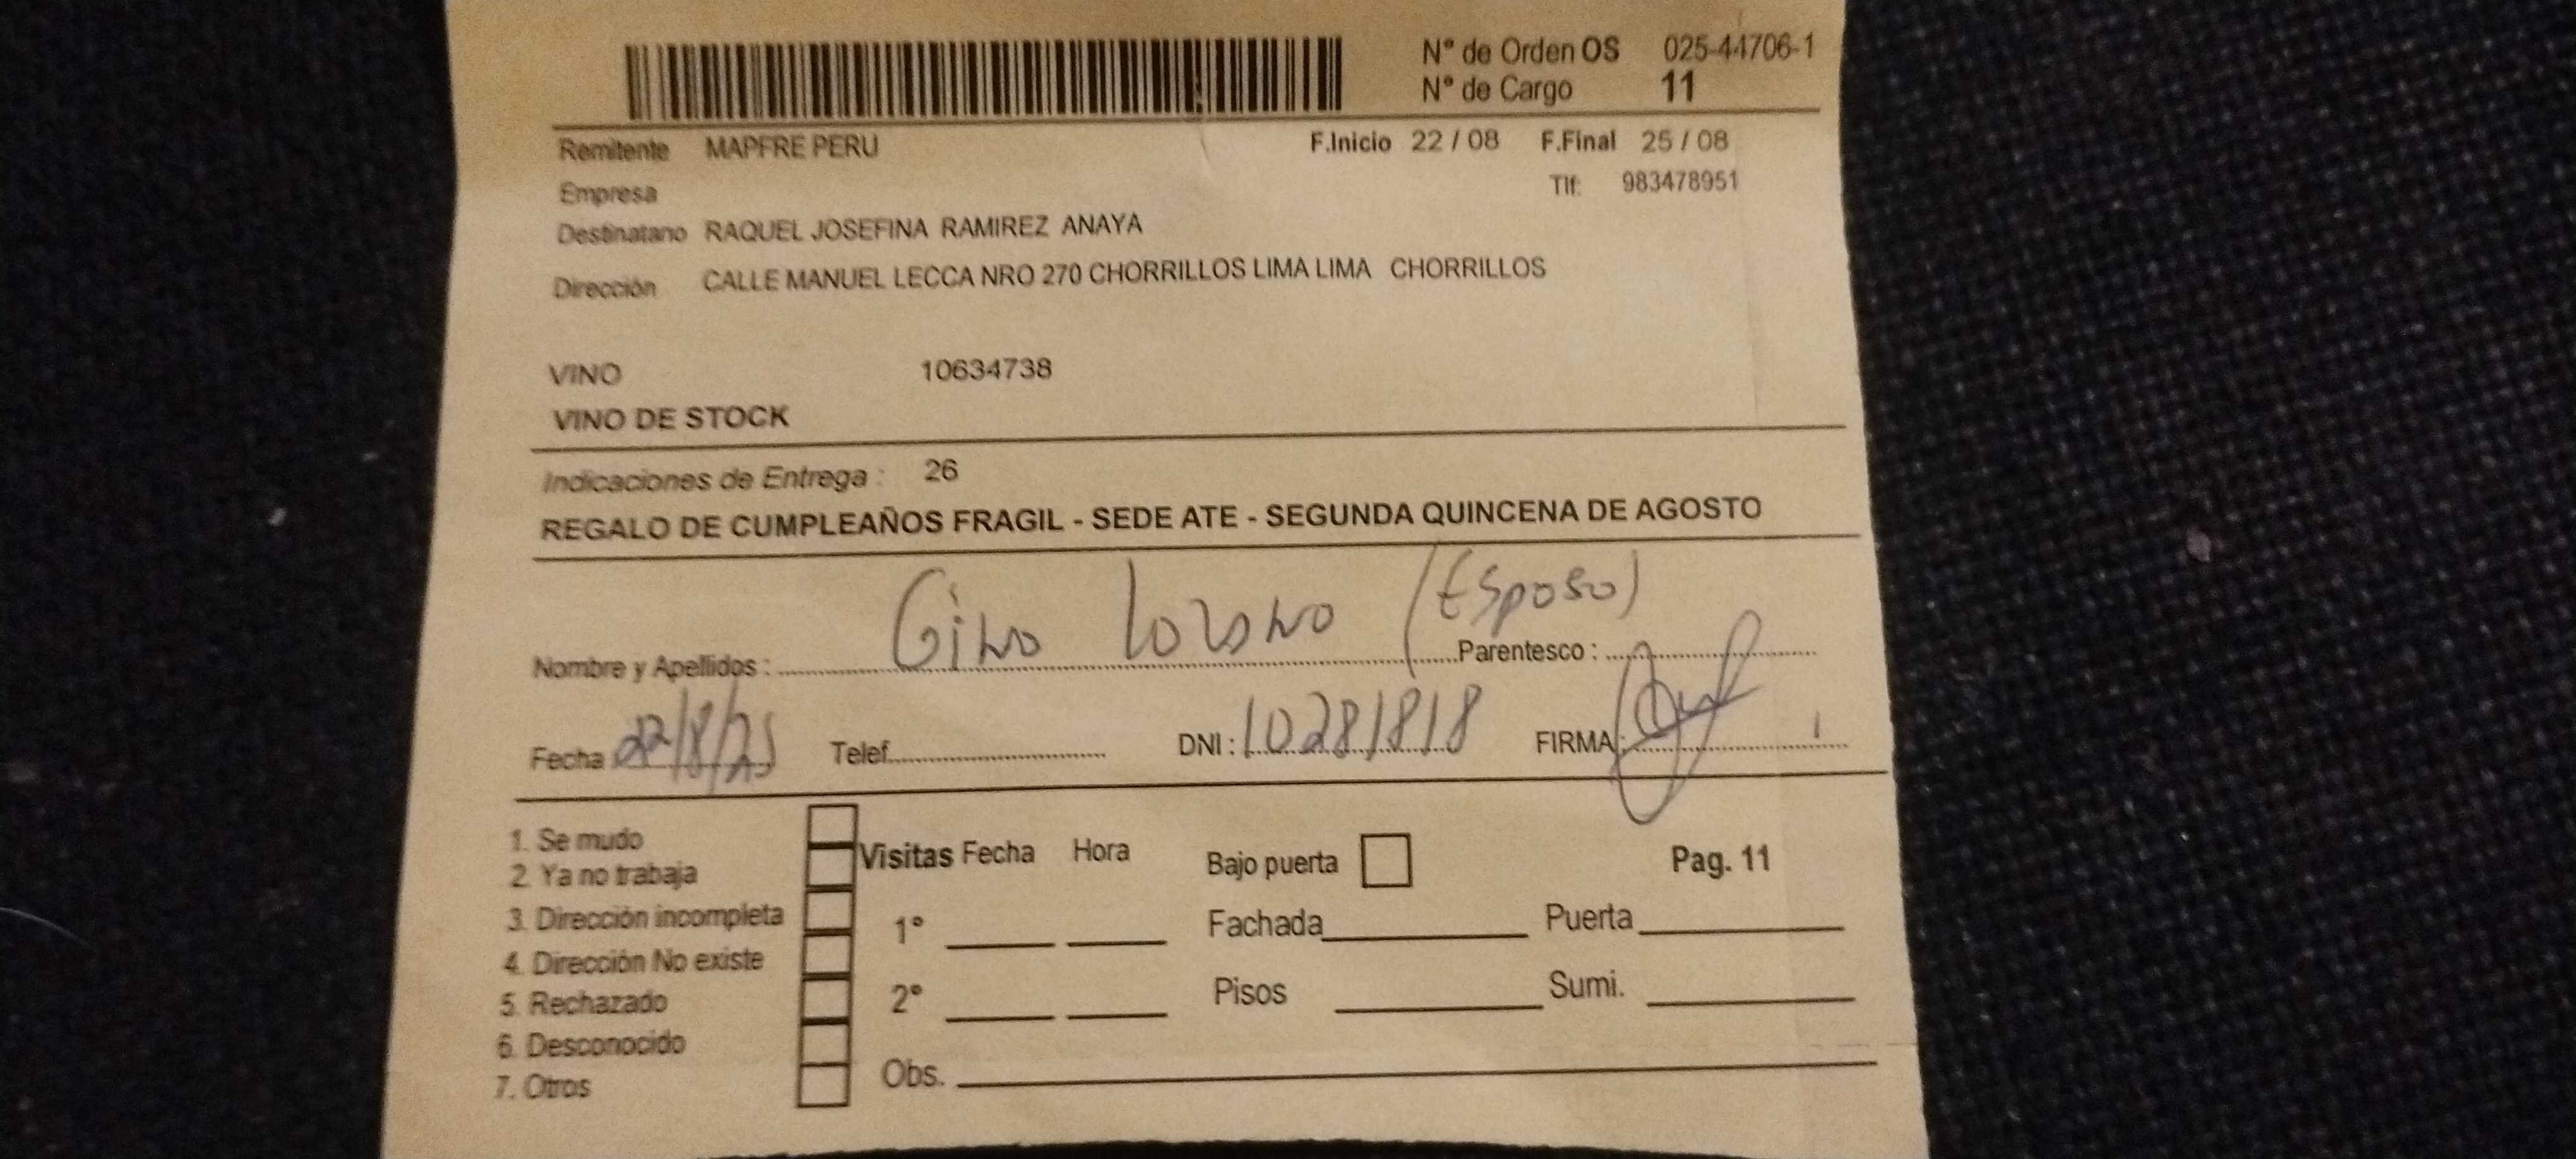 N° de Orden OS 025-44706-1
N° de Cargo 11
Remitente MAPFRE PERU F.Inicio 22 / 08 F.Final 25 / 08
Empresa Tlf: 983478951
Destinatario RAQUEL JOSEFINA RAMIREZ ANAYA
Dirección CALLE MANUEL LECCA NRO 270 CHORRILLOS LIMA LIMA CHORRILLOS
VINO 10634738
VINO DE STOCK
Indicaciones de Entrega : 26
REGALO DE CUMPLEAÑOS FRAGIL - SEDE ATE - SEGUNDA QUINCENA DE AGOSTO
Nombre y Apellidos : Gino Lozano (Esposo) Parentesco :
Fecha 22/8/25 Telef. DNI : 10281818 FIRMA :
1. Se mudo
2. Ya no trabaja
3. Dirección incompleta
4. Dirección No existe
5. Rechazado
6. Desconocido
7. Otros
Visitas Fecha Hora
1°
2°
Obs.
Bajo puerta
Fachada
Pisos
Pag. 11
Puerta
Sumi.